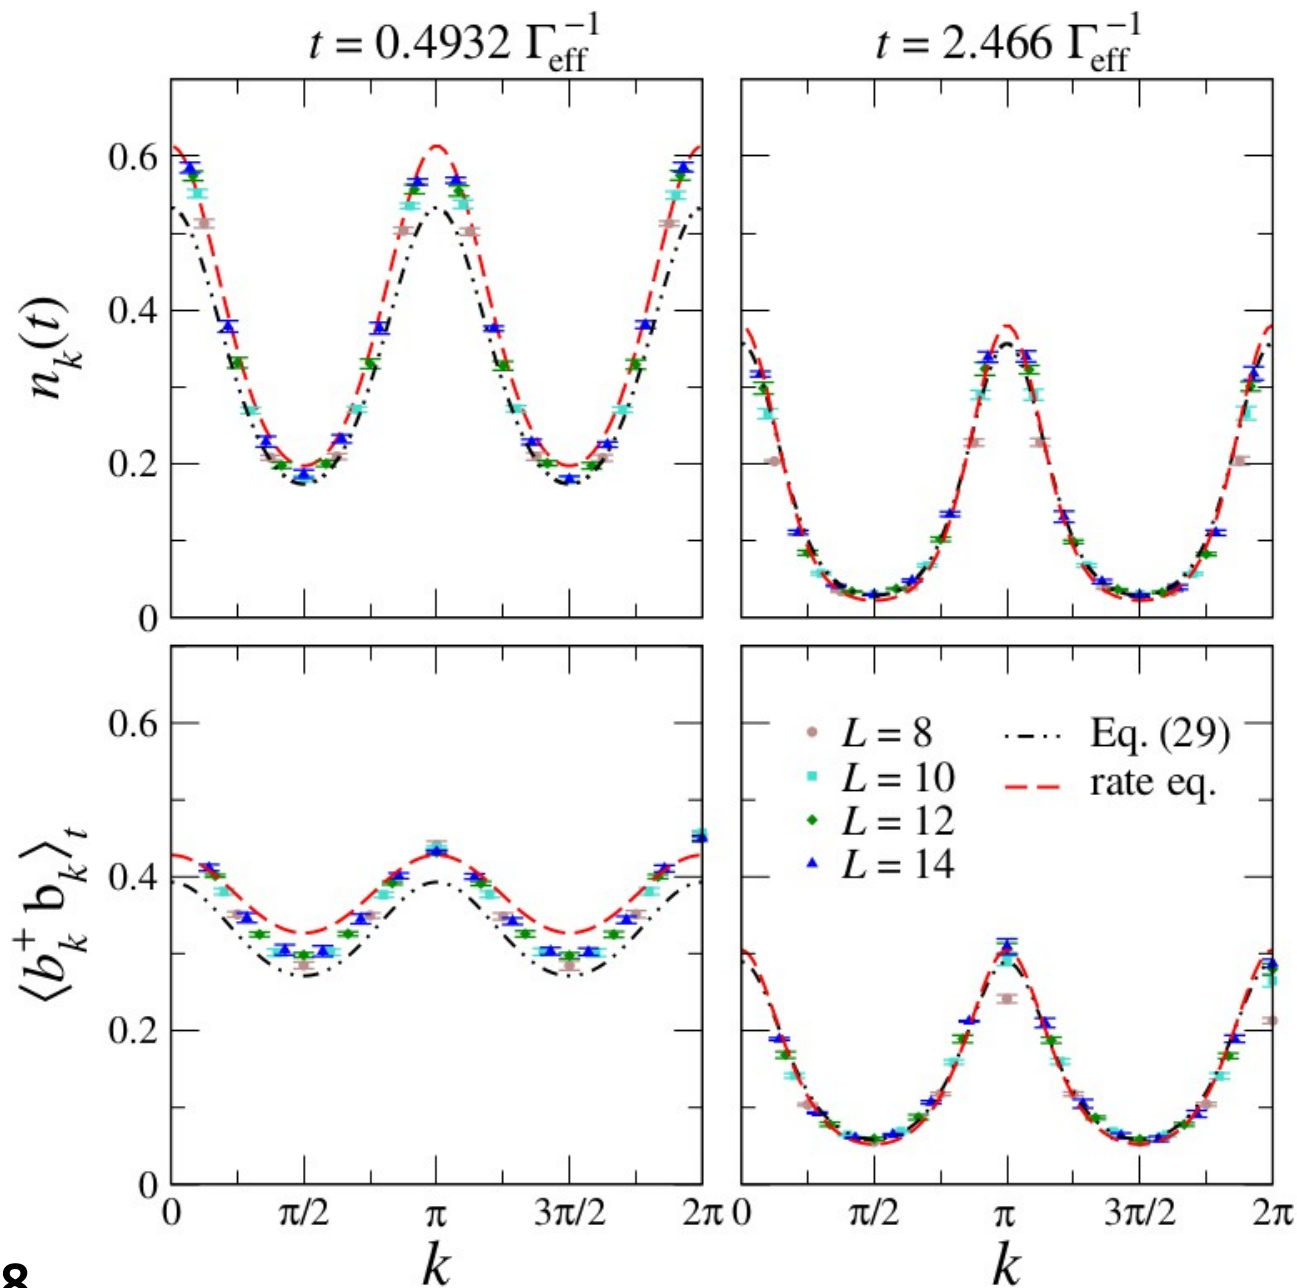 t = 0.4932 Γ_eff^{-1}
t = 2.466 Γ_eff^{-1}
n_k(t)
0.6
0.4
0.2
0
⟨b_k^+ b_k⟩_t
0.6
0.4
0.2
0
L = 8
L = 10
L = 12
L = 14
Eq. (29)
rate eq.
0 π/2 π 3π/2 2π 0 π/2 π 3π/2 2π
k k
8